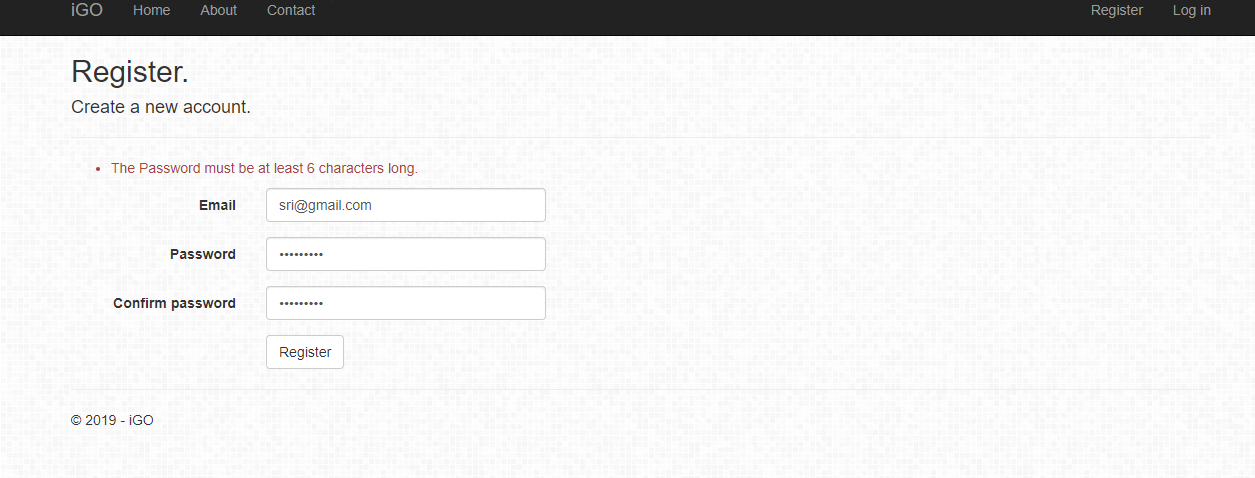 iGO Home About Contact Register Log in
Register.
Create a new account.
• The Password must be at least 6 characters long.
Email sri@gmail.com
Password •••••••••
Confirm password •••••••••
Register
© 2019 - iGO